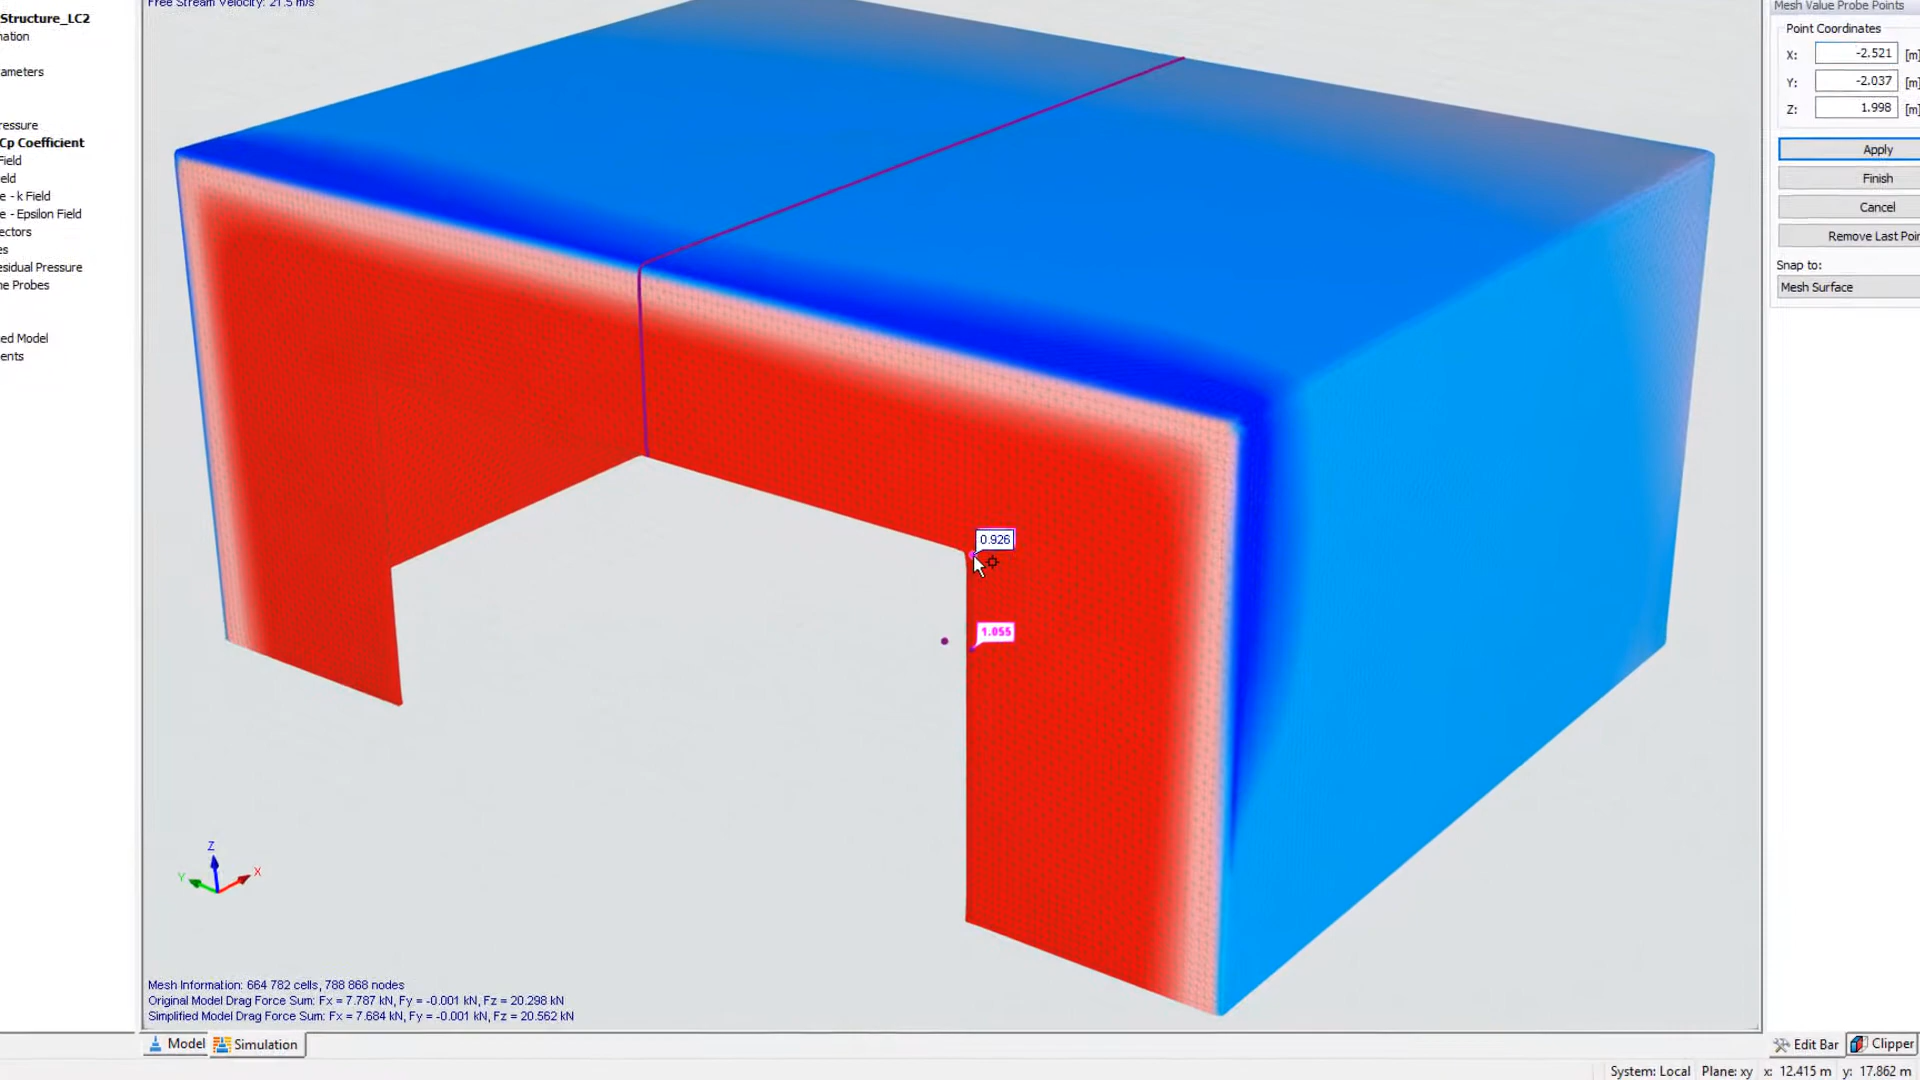 Structure_LC2
Free Stream Velocity: 21.5 m/s
Mesh Value Probe Points
Point Coordinates
X: -2.521 [m]
Y: -2.037 [m]
Z: 1.998 [m]
Apply
Finish
Cancel
Remove Last Poin
Snap to:
Mesh Surface
ation
ameters
ressure
Cp Coefficient
Field
eld
e - k Field
e - Epsilon Field
ectors
es
esidual Pressure
ne Probes
ed Model
ents
0.926
1.055
Z
Y
X
Mesh Information: 664 782 cells, 788 868 nodes
Original Model Drag Force Sum: Fx = 7.787 kN, Fy = -0.001 kN, Fz = 20.298 kN
Simplified Model Drag Force Sum: Fx = 7.684 kN, Fy = -0.001 kN, Fz = 20.562 kN
Model
Simulation
Edit Bar
Clipper
System: Local Plane: xy x: 12.415 m y: 17.862 m